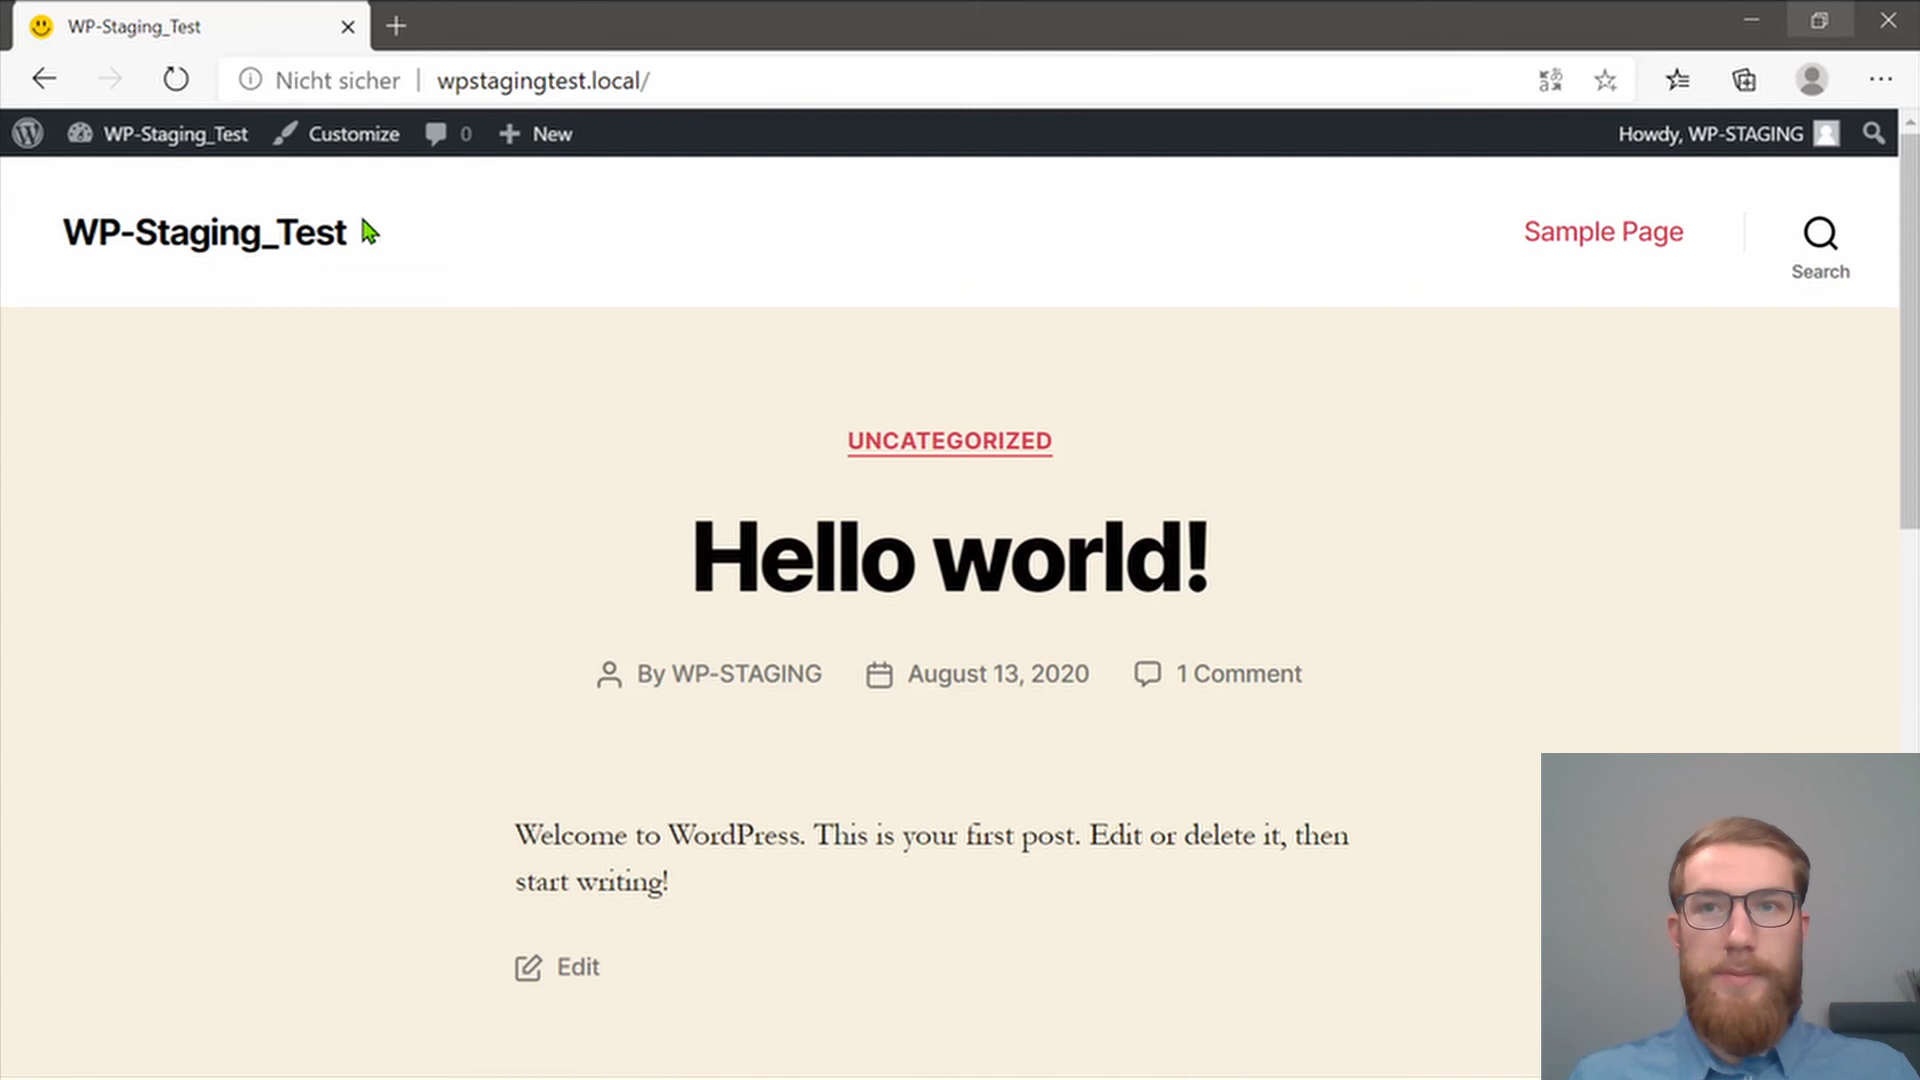 WP-Staging_Test
Nicht sicher | wpstagingtest.local/
WP-Staging_Test Customize 0 New Howdy, WP-STAGING
WP-Staging_Test
Sample Page
Search
UNCATEGORIZED
Hello world!
By WP-STAGING August 13, 2020 1 Comment
Welcome to WordPress. This is your first post. Edit or delete it, then
start writing!
Edit